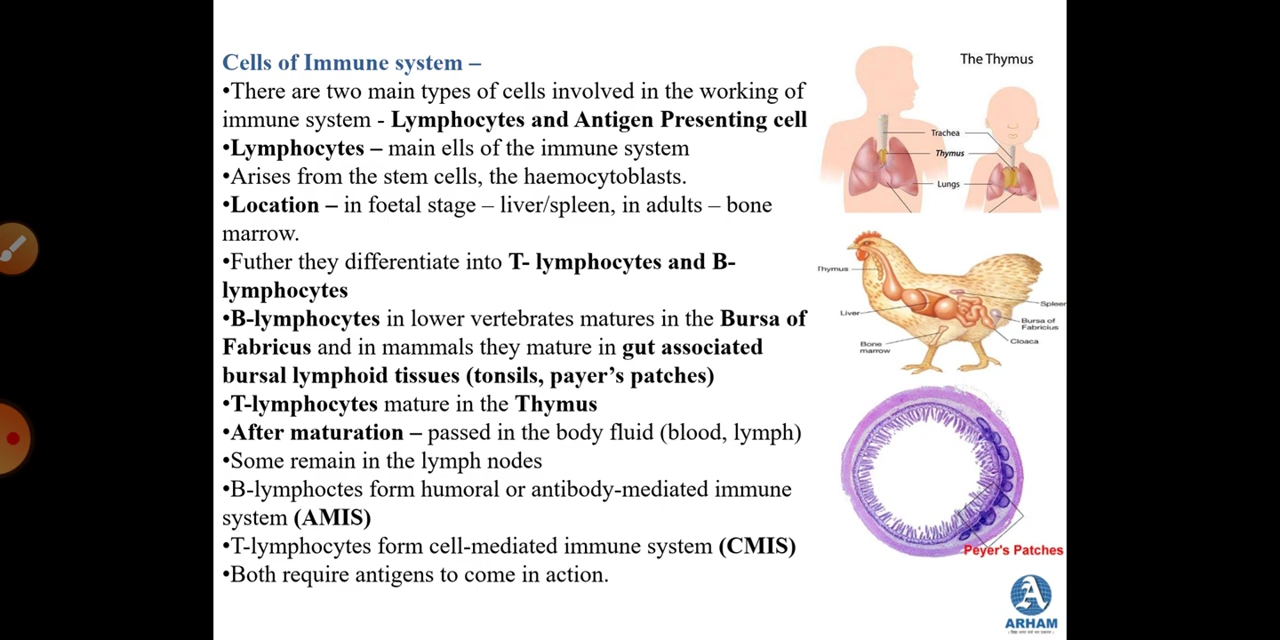 Cells of Immune system –
•There are two main types of cells involved in the working of
immune system - Lymphocytes and Antigen Presenting cell
•Lymphocytes – main ells of the immune system
•Arises from the stem cells, the haemocytoblasts.
•Location – in foetal stage – liver/spleen, in adults – bone
marrow.
•Futher they differentiate into T- lymphocytes and B-
lymphocytes
•B-lymphocytes in lower vertebrates matures in the Bursa of
Fabricus and in mammals they mature in gut associated
bursal lymphoid tissues (tonsils, payer’s patches)
•T-lymphocytes mature in the Thymus
•After maturation – passed in the body fluid (blood, lymph)
•Some remain in the lymph nodes
•B-lymphoctes form humoral or antibody-mediated immune
system (AMIS)
•T-lymphocytes form cell-mediated immune system (CMIS)
•Both require antigens to come in action.
The Thymus
Trachea
Thymus
Lungs
Thymus
Liver
Bone
marrow
Spleen
Bursa of
Fabricius
Cloaca
Peyer's Patches
A
ARHAM